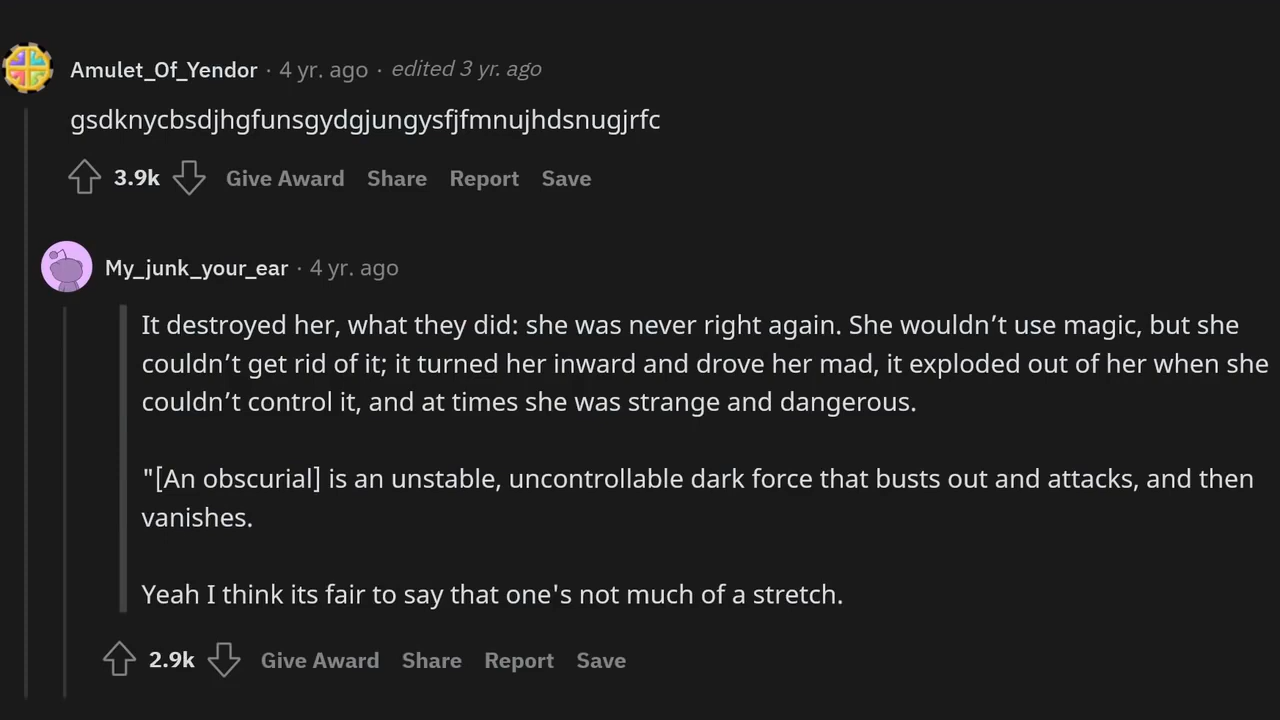 Amulet_Of_Yendor · 4 yr. ago · edited 3 yr. ago
gsdknycbsdjhgfunsgydgjungysfjfmnujhdsnugjrfc
3.9k Give Award Share Report Save
My_junk_your_ear · 4 yr. ago
It destroyed her, what they did: she was never right again. She wouldn’t use magic, but she
couldn’t get rid of it; it turned her inward and drove her mad, it exploded out of her when she
couldn’t control it, and at times she was strange and dangerous.
"[An obscurial] is an unstable, uncontrollable dark force that busts out and attacks, and then
vanishes.
Yeah I think its fair to say that one's not much of a stretch.
2.9k Give Award Share Report Save